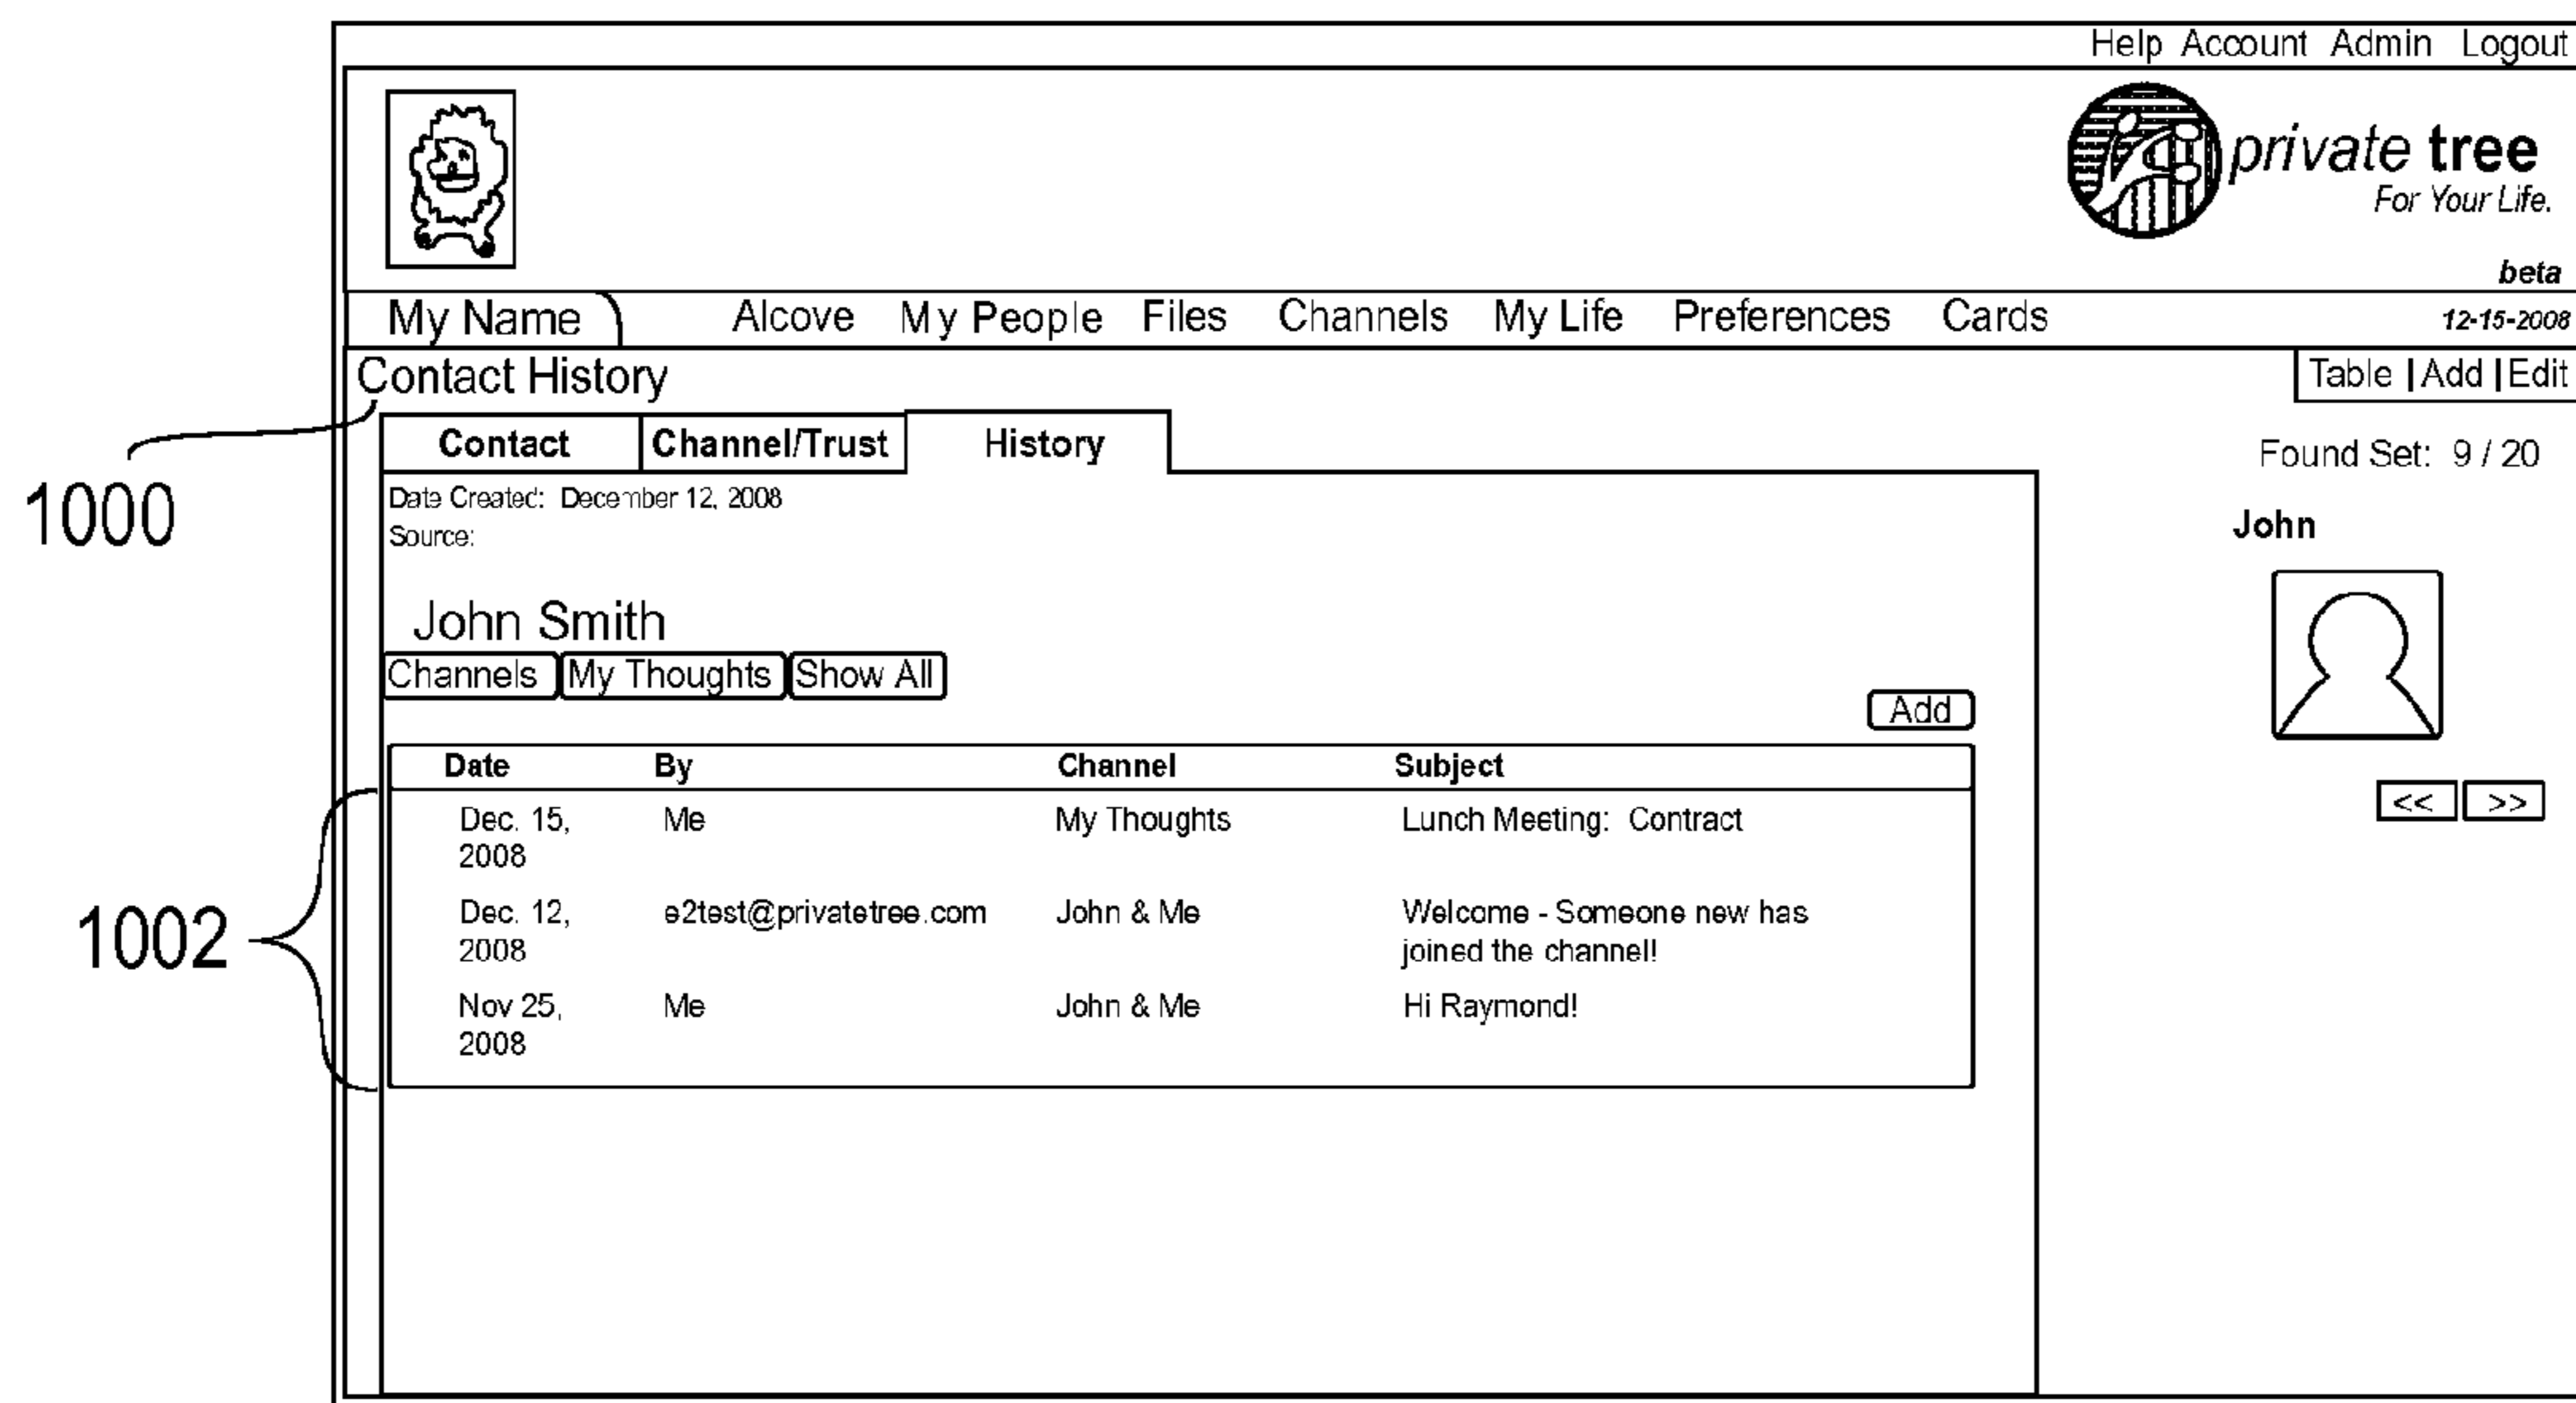 Help Account Admin Logout
private tree
For Your Life.
beta
My Name Alcove My People Files Channels My Life Preferences Cards 12-15-2008
Contact History Table | Add | Edit
1000
Contact Channel/Trust History
Found Set: 9 / 20
Date Created: December 12, 2008
Source:
John
John Smith
Channels My Thoughts Show All
Add
Date By Channel Subject
<< >>
Dec. 15, Me My Thoughts Lunch Meeting: Contract
2008
1002
Dec. 12, e2test@privatetree.com John & Me Welcome - Someone new has
2008 joined the channel!
Nov 25, Me John & Me Hi Raymond!
2008